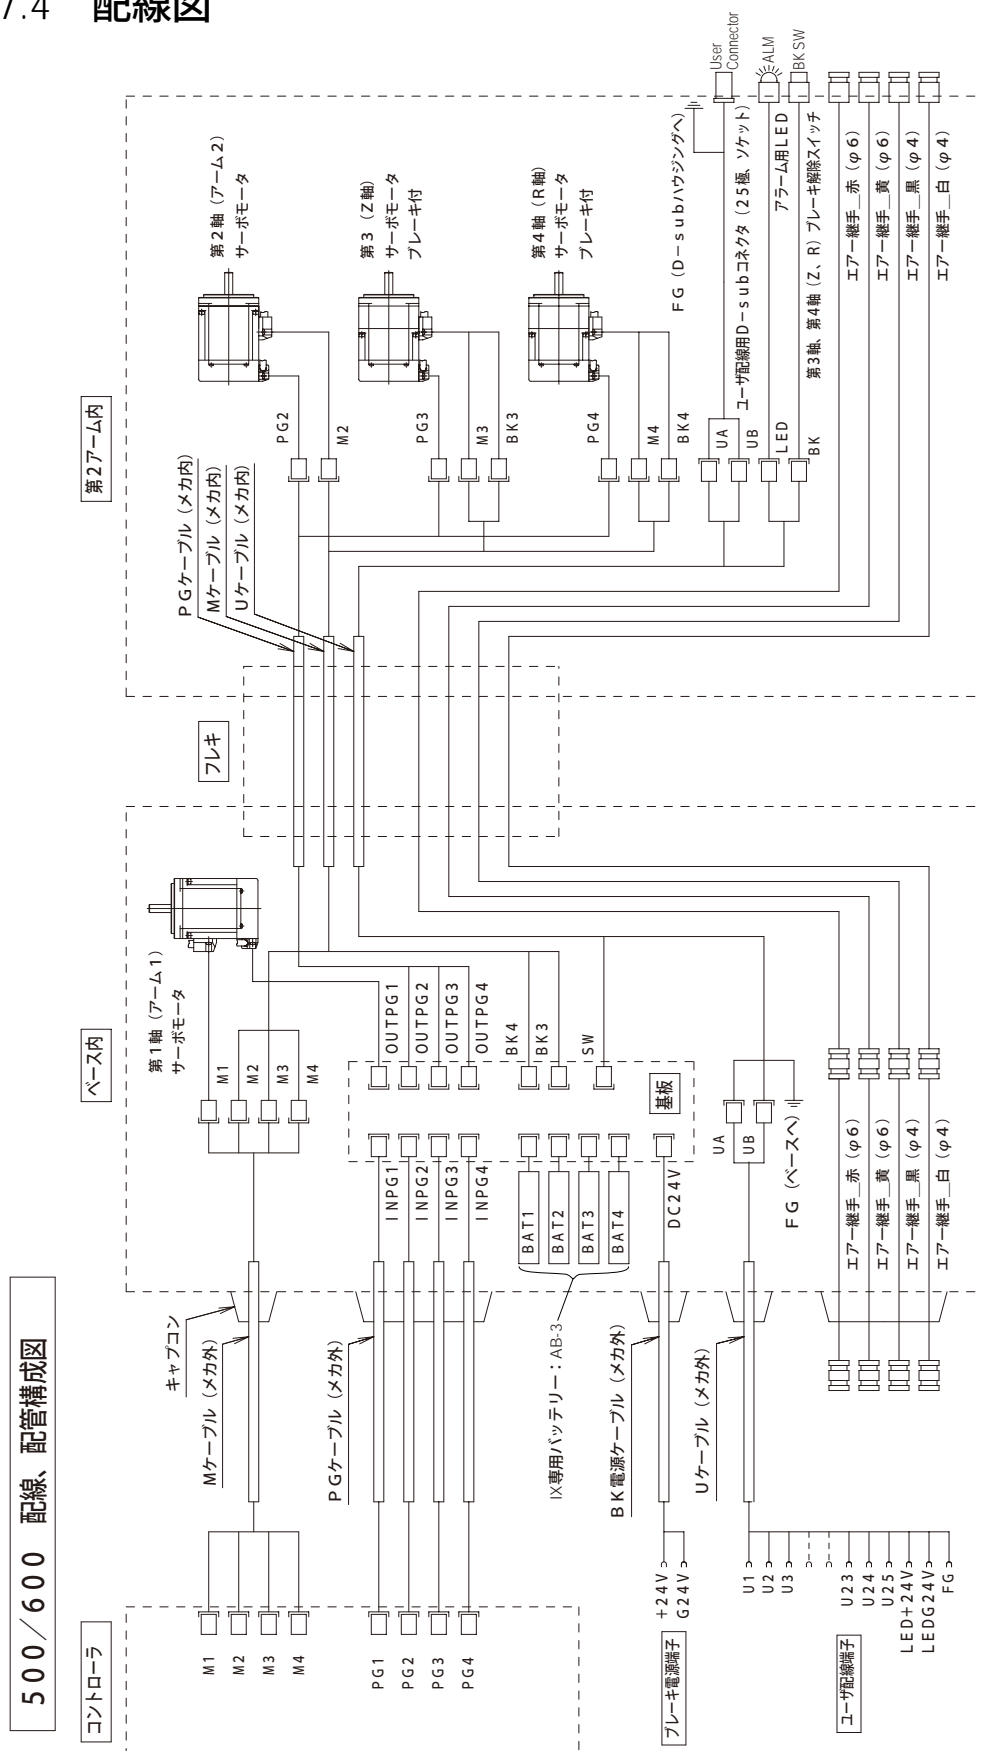 7.4 配線図
500/600 配線、配管構成図
コントローラ
M1
M2
M3
M4
PG1
PG2
PG3
PG4
ブレーキ電源端子
+24V
G24V
ユーザ配線端子
U1
U2
U3
U23
U24
U25
LED+24V
LEDG24V
FG
キャプコン
Mケーブル(メカ外)
PGケーブル(メカ外)
IX専用バッテリー:AB-3
BK電源ケーブル(メカ外)
Uケーブル(メカ外)
ベース内
第1軸(アーム1)
サーボモータ
M1
M2
M3
M4
INPG1
INPG2
INPG3
INPG4
BAT1
BAT2
BAT3
BAT4
DC24V
OUTPG1
OUTPG2
OUTPG3
OUTPG4
BK4
BK3
SW
基板
UA
UB
FG(ベースへ)
エアー継手_赤(φ6)
エアー継手_黄(φ6)
エアー継手_黒(φ4)
エアー継手_白(φ4)
フレキ
第2アーム内
PGケーブル(メカ内)
Mケーブル(メカ内)
Uケーブル(メカ内)
PG2
M2
PG3
M3
BK3
PG4
M4
BK4
UA
UB
LED
BK
第2軸(アーム2)
サーボモータ
第3(Z軸)
サーボモータ
ブレーキ付
第4軸(R軸)
サーボモータ
ブレーキ付
FG(D-subハウジングへ)
ユーザ配線用D-subコネクタ(25極、ソケット)
アラーム用LED
第3軸、第4軸(Z、R)ブレーキ解除スイッチ
エアー継手_赤(φ6)
エアー継手_黄(φ6)
エアー継手_黒(φ4)
エアー継手_白(φ4)
User
Connector
ALM
BK SW